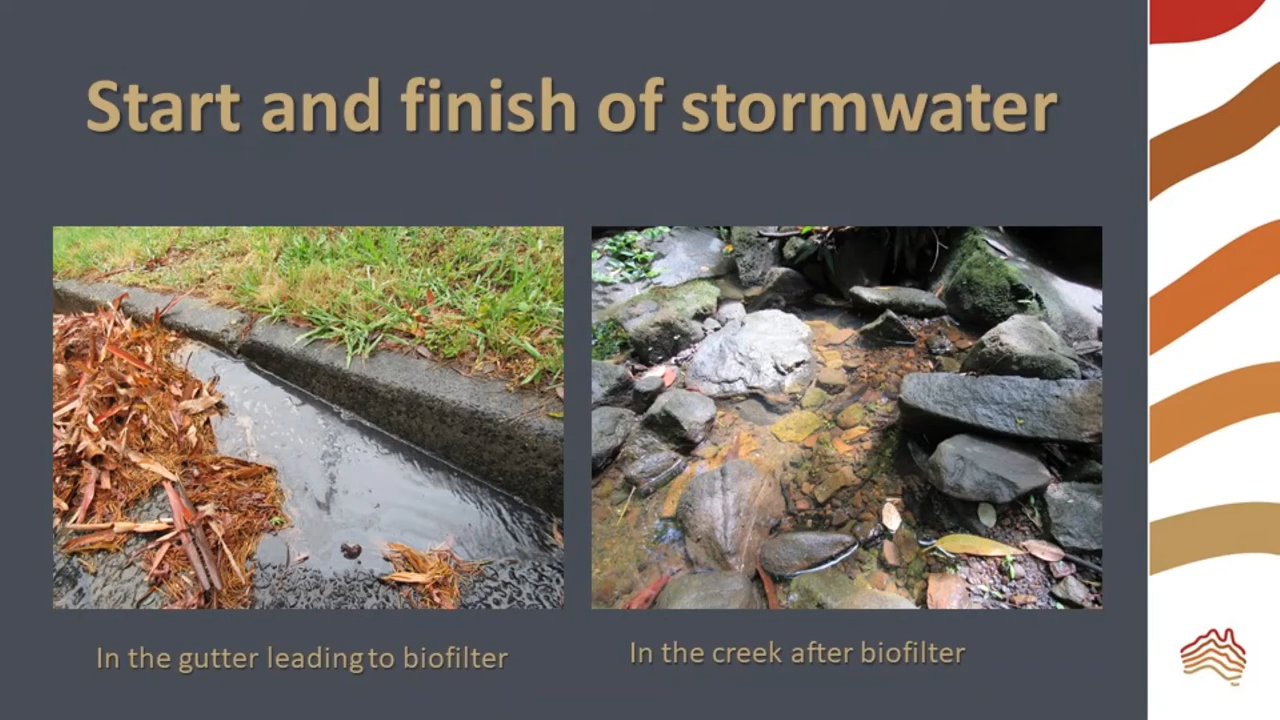 Start and finish of stormwater
In the gutter leading to biofilter
In the creek after biofilter